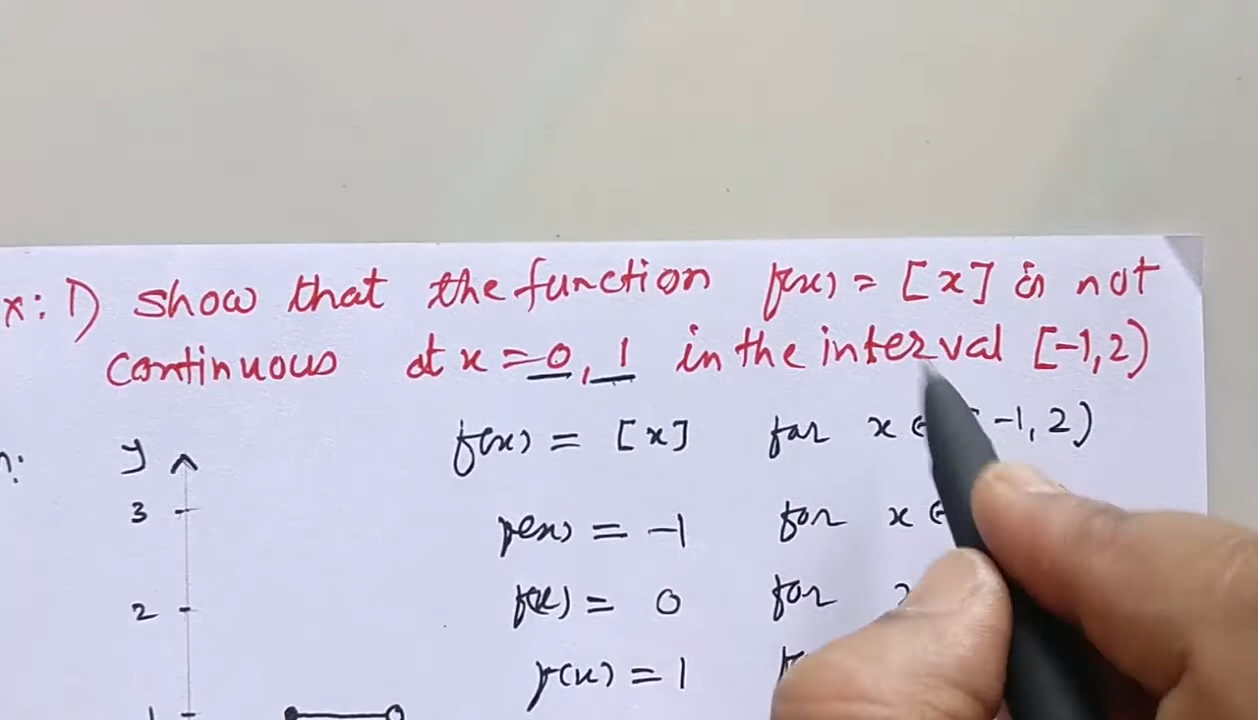 x: 1) show that the function f(x) = [x] is not
continuous at x = 0, 1 in the interval [-1, 2)
n:
y
f(x) = [x] for x ∈ -1, 2)
3
f(x) = -1 for x ∈
2
f(x) = 0 for
f(x) = 1
1